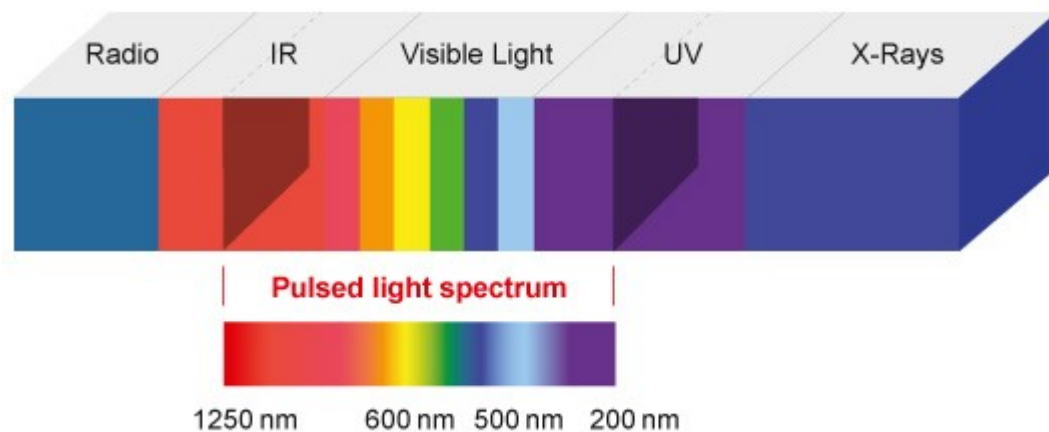 Radio IR Visible Light UV X-Rays
Pulsed light spectrum
1250 nm 600 nm 500 nm 200 nm